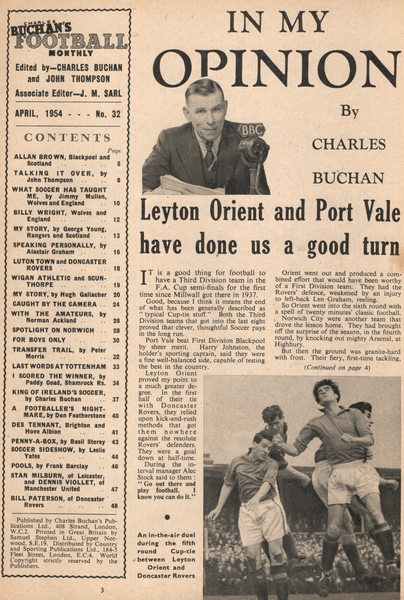 CHARLES
BUCHAN'S
FOOTBALL
MONTHLY
Edited by—CHARLES BUCHAN
and JOHN THOMPSON
Associate Editor—J. M. SARL
APRIL, 1954 - - - No. 32
CONTENTS
Page
ALLAN BROWN, Blackpool and
Scotland .. .. .. 5
TALKING IT OVER, by
John Thompson .. .. 8
WHAT SOCCER HAS TAUGHT
ME, by Jimmy Mullen,
Wolves and England .. 10
BILLY WRIGHT, Wolves and
England .. .. .. 12
MY STORY, by George Young,
Rangers and Scotland .. 13
SPEAKING PERSONALLY, by
Alastair Graham .. .. 16
LUTON TOWN and DONCASTER
ROVERS .. .. .. 18
WIGAN ATHLETIC and SCUN-
THORPE .. .. .. 19
MY STORY, by Hugh Gallacher 20
CAUGHT BY THE CAMERA .. 24
WITH THE AMATEURS, by
Norman Ackland .. .. 26
SPOTLIGHT ON NORWICH .. 28
FOR BOYS ONLY .. .. 30
TRANSFER TRAIL, by Peter
Morris .. .. .. 32
LAST WORDS AT TOTTENHAM 33
I SCORED THE WINNER, by
Paddy Goad, Shamrock Rs. 34
KING OF IRELAND'S SOCCER,
by Charles Buchan .. 37
A FOOTBALLER'S NIGHT-
MARE, by Don Featherstone 40
DES TENNANT, Brighton and
Hove Albion .. .. 41
PENNY-A-BOX, by Basil Storey 43
SOCCER SIDESHOW, by Leslie
Yates .. .. .. 44
POOLS, by Frank Barclay .. 46
STAN MILBURN, of Leicester,
and DENNIS VIOLLET, of
Manchester United .. 47
BILL PATERSON, of Doncaster
Rovers .. .. .. 48
Published by Charles Buchan's Pub-
lications Ltd., 408 Strand, London,
W.C.2. Printed in Great Britain by
Samuel Stephen Ltd., Upper Nor-
wood, S.E.19. Distributed by Country
and Sporting Publications Ltd., 184-5
Fleet Street, London, E.C.4. World
Copyright strictly reserved by the
Publishers.
IN MY
OPINION
By
CHARLES
BUCHAN
BBC
Leyton Orient and Port Vale
have done us a good turn
IT is a good thing for football to
have a Third Division team in the
F.A. Cup semi-finals for the first
time since Millwall got there in 1937.
Good, because I think it means the end
of what has been generally described as
"typical Cup-tie stuff." Both the Third
Division teams that got into the last eight
proved that clever, thoughtful Soccer pays
in the long run.
Port Vale beat First Division Blackpool
by sheer merit. Harry Johnston, the
holder's sporting captain, said they were
a fine well-balanced side, capable of testing
the best in the country.
Leyton Orient
proved my point to
a much greater de-
gree. In the first
half of their tie
with Doncaster
Rovers, they relied
upon kick-and-rush
methods that got
them nowhere
against the resolute
Rovers' defenders.
They were a goal
down at half-time.
During the in-
terval manager Alec
Stock said to them :
" Go out there and
play football. I
know you can do it."
An in-the-air duel
during the fifth
round Cup-tie
between Leyton
Orient and
Doncaster Rovers
Orient went out and produced a com-
bined effort that would have been worthy
of a First Division team. They had the
Rovers' defence, weakened by an injury
to left-back Len Graham, reeling.
So Orient went into the sixth round with
a spell of twenty minutes' classic football.
Norwich City were another team that
drove the lesson home. They had brought
off the surprise of the season, in the fourth
round, by knocking out mighty Arsenal, at
Highbury.
But then the ground was granite-hard
with frost. Their fiery, first-time tackling
(Continued on page 4)
3